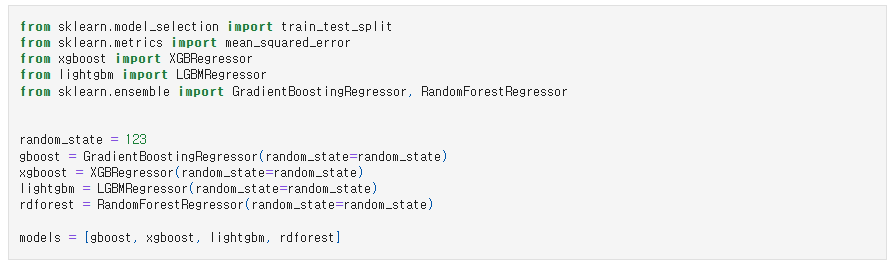 from sklearn.model_selection import train_test_split
from sklearn.metrics import mean_squared_error
from xgboost import XGBRegressor
from lightgbm import LGBMRegressor
from sklearn.ensemble import GradientBoostingRegressor, RandomForestRegressor
random_state = 123
gboost = GradientBoostingRegressor(random_state=random_state)
xgboost = XGBRegressor(random_state=random_state)
lightgbm = LGBMRegressor(random_state=random_state)
rdforest = RandomForestRegressor(random_state=random_state)
models = [gboost, xgboost, lightgbm, rdforest]